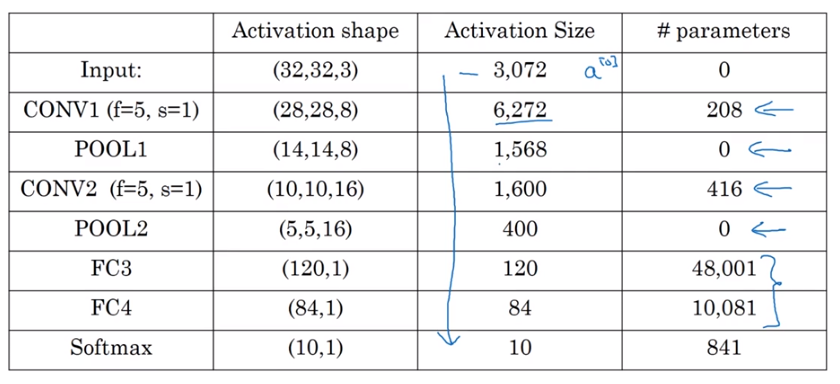 Activation shape Activation Size # parameters
Input: (32,32,3) – 3,072 a[0] 0
CONV1 (f=5, s=1) (28,28,8) 6,272 208 ←
POOL1 (14,14,8) 1,568 0 ←
CONV2 (f=5, s=1) (10,10,16) 1,600 416 ←
POOL2 (5,5,16) 400 0 ←
FC3 (120,1) 120 48,001 }
FC4 (84,1) 84 10,081
Softmax (10,1) 10 841